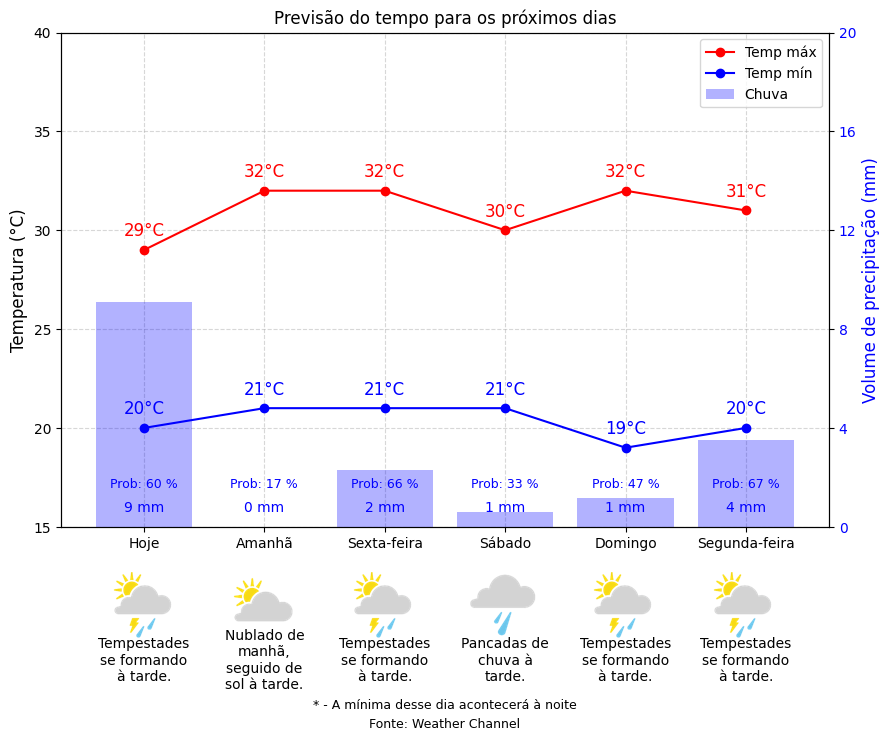 Previsão do tempo para os próximos dias
Temp máx
Temp mín
Chuva
Temperatura (°C)
Volume de precipitação (mm)
40
35
30
25
20
15
20
16
12
8
4
0
29°C
32°C
32°C
30°C
32°C
31°C
20°C
21°C
21°C
21°C
19°C
20°C
Prob: 60 %
Prob: 17 %
Prob: 66 %
Prob: 33 %
Prob: 47 %
Prob: 67 %
9 mm
0 mm
2 mm
1 mm
1 mm
4 mm
Hoje
Amanhã
Sexta-feira
Sábado
Domingo
Segunda-feira
Tempestades
se formando
à tarde.
Nublado de
manhã,
seguido de
sol à tarde.
Tempestades
se formando
à tarde.
Pancadas de
chuva à
tarde.
Tempestades
se formando
à tarde.
Tempestades
se formando
à tarde.
* - A mínima desse dia acontecerá à noite
Fonte: Weather Channel